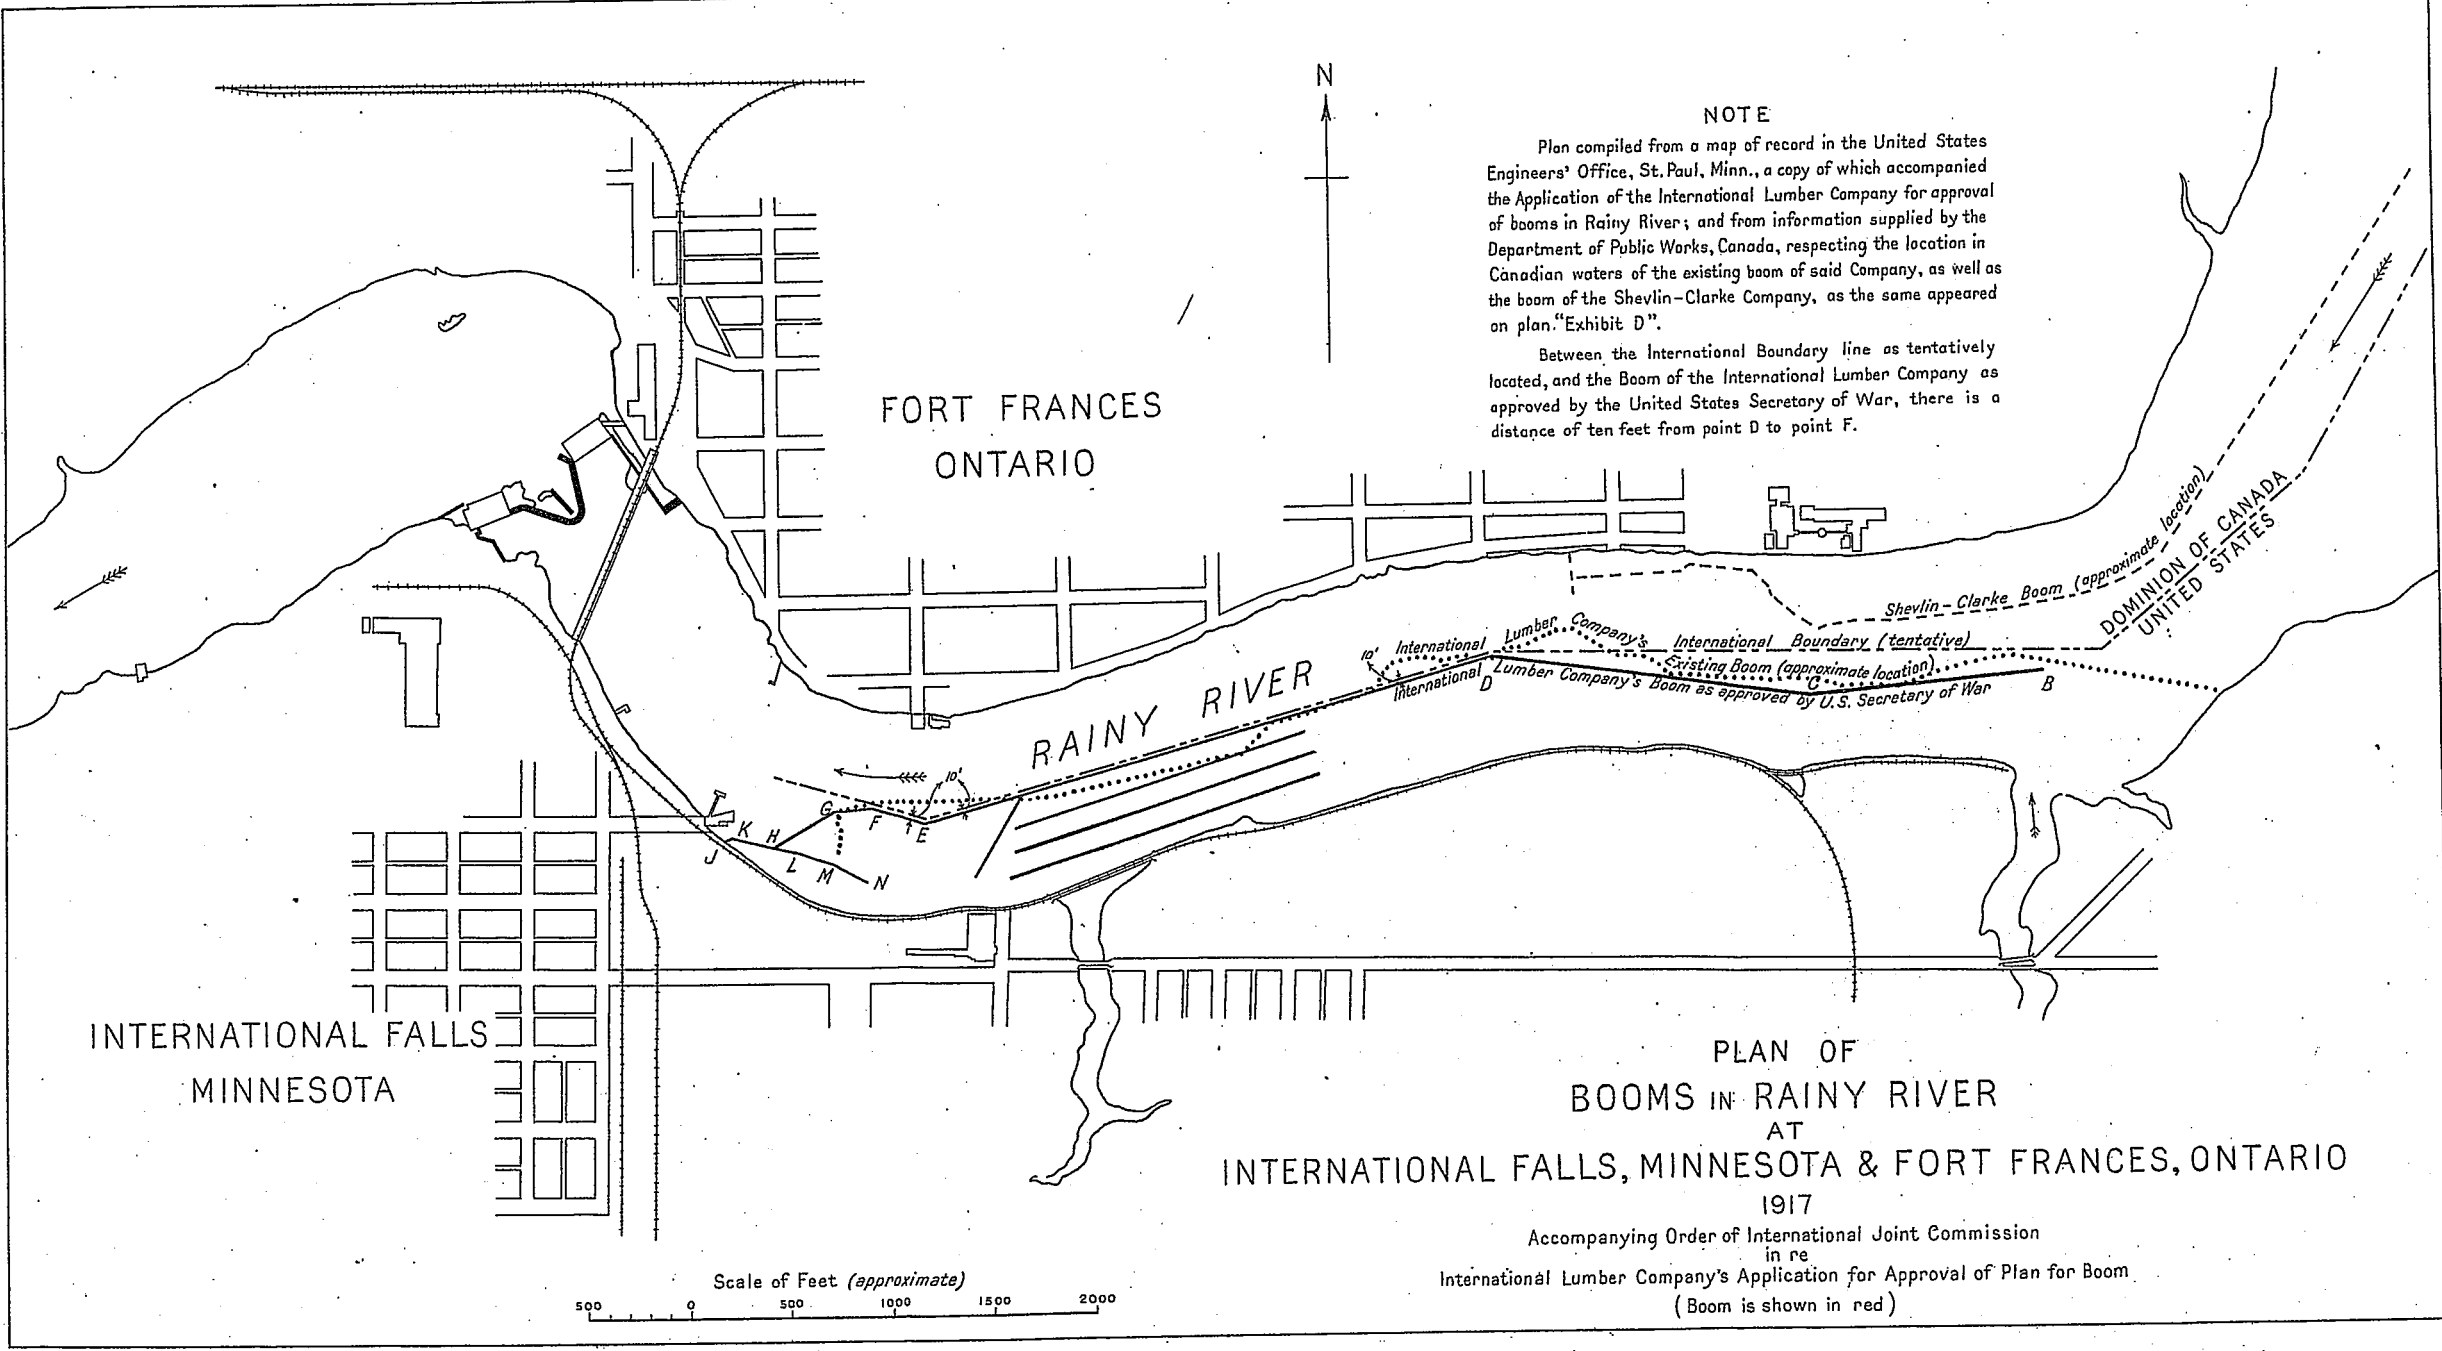 N
NOTE
Plan compiled from a map of record in the United States
Engineers' Office, St. Paul, Minn., a copy of which accompanied
the Application of the International Lumber Company for approval
of booms in Rainy River; and from information supplied by the
Department of Public Works, Canada, respecting the location in
Canadian waters of the existing boom of said Company, as well as
the boom of the Shevlin-Clarke Company, as the same appeared
on plan "Exhibit D".
Between the International Boundary line as tentatively
located, and the Boom of the International Lumber Company as
approved by the United States Secretary of War, there is a
distance of ten feet from point D to point F.
FORT FRANCES
ONTARIO
Shevlin-Clarke Boom (approximate location)
DOMINION OF CANADA
UNITED STATES
International Boundary (tentative)
International Lumber Company's
Existing Boom (approximate location)
International Lumber Company's Boom as approved by U.S. Secretary of War
10'
D
C
B
RAINY RIVER
10'
G
F
E
K
H
J
L
M
N
INTERNATIONAL FALLS
MINNESOTA
PLAN OF
BOOMS IN RAINY RIVER
AT
INTERNATIONAL FALLS, MINNESOTA & FORT FRANCES, ONTARIO
1917
Accompanying Order of International Joint Commission
in re
International Lumber Company's Application for Approval of Plan for Boom
(Boom is shown in red)
Scale of Feet (approximate)
500 0 500 1000 1500 2000